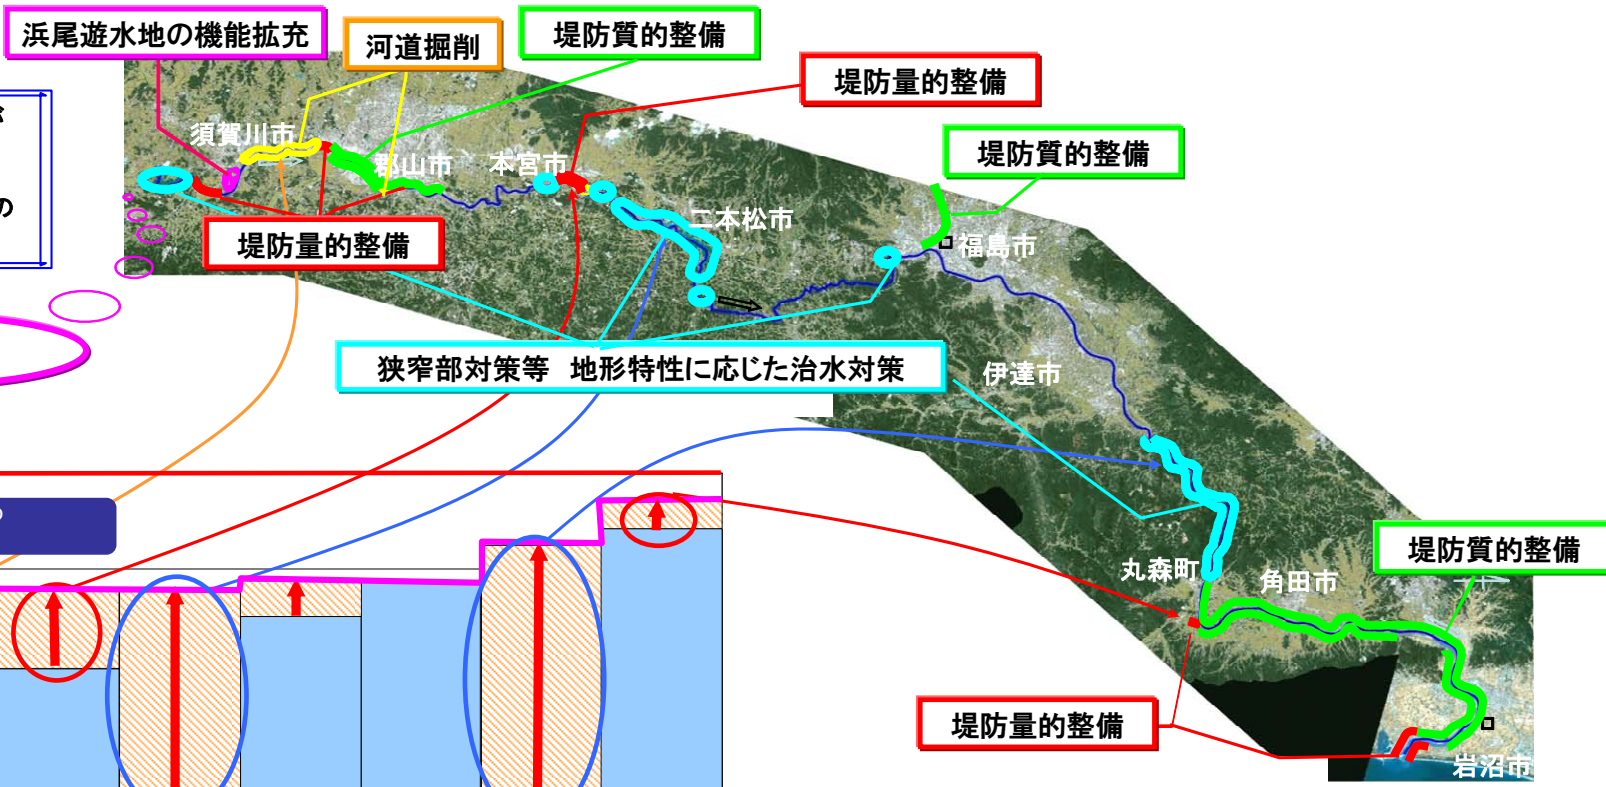 浜尾遊水地の機能拡充
河道掘削
堤防質的整備
堤防量的整備
が
の
須賀川市
郡山市
本宮市
堤防質的整備
堤防量的整備
二本松市
福島市
狭窄部対策等 地形特性に応じた治水対策
伊達市
丸森町
角田市
堤防質的整備
堤防量的整備
岩沼市